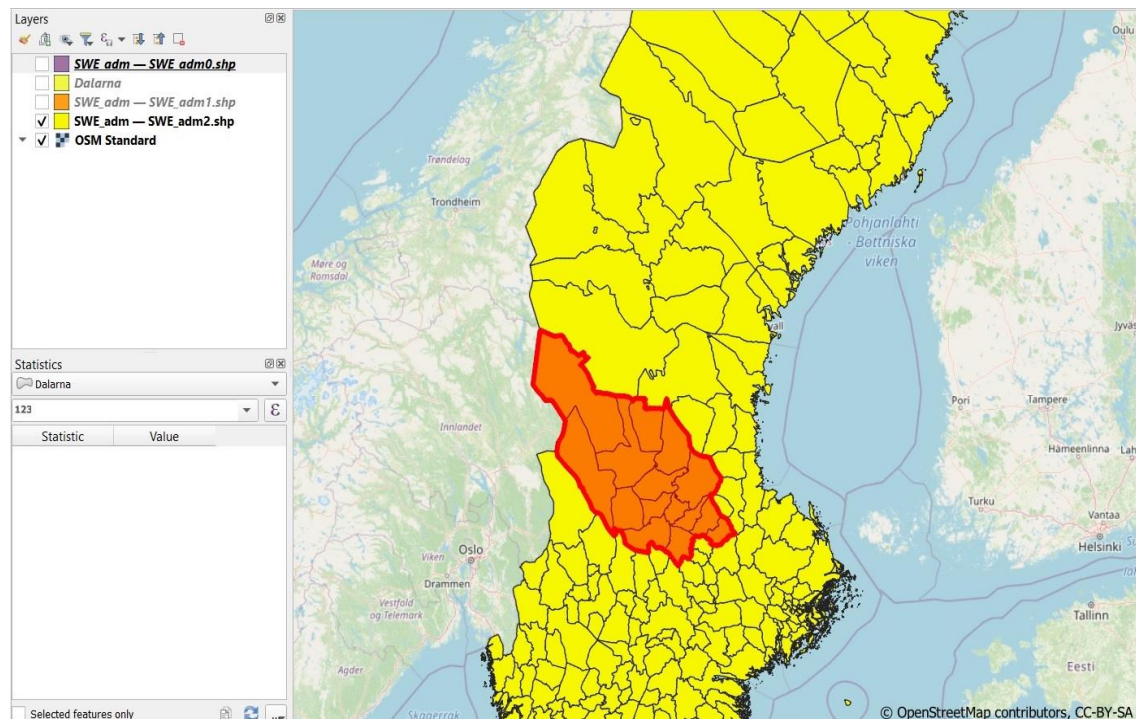 Layers
SWE_adm — SWE_adm0.shp
Dalarna
SWE_adm — SWE_adm1.shp
SWE_adm — SWE_adm2.shp
OSM Standard
Statistics
Dalarna
123
ε
Statistic Value
Selected features only
Oulu
Trøndelag
Trondheim
Pohjanlahti
- Bottniska
viken
Møre og
Romsdal
vall
Jyväs
Pori
Tampere
Innlandet
Hämeenlinna
Lah
Turku
Vantaa
Helsinki
Viken
Oslo
Drammen
Vestfold
og Telemark
Tallinn
Agder
Eesti
Skagerrak
© OpenStreetMap contributors, CC-BY-SA